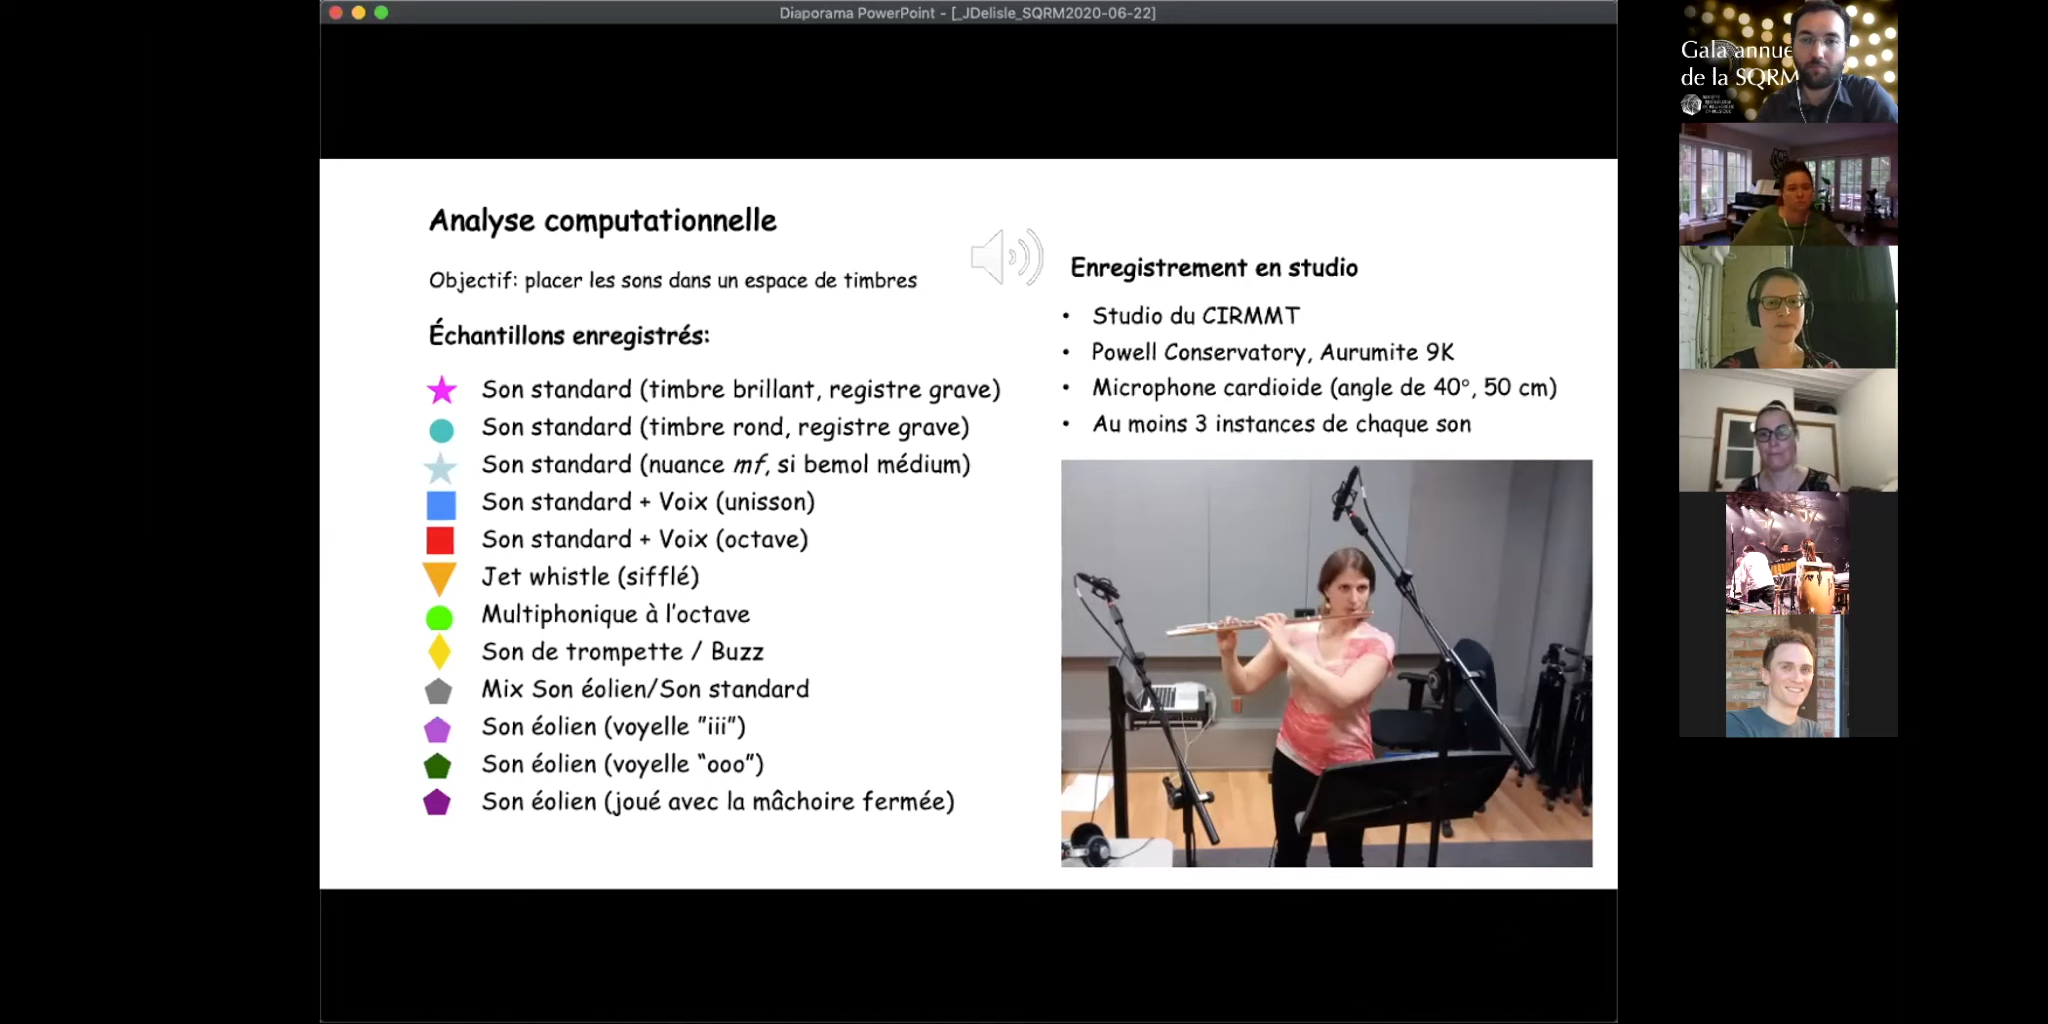 Diaporama PowerPoint - [_JDelisle_SQRM2020-06-22]
Analyse computationnelle
Objectif: placer les sons dans un espace de timbres
Échantillons enregistrés:
Son standard (timbre brillant, registre grave)
Son standard (timbre rond, registre grave)
Son standard (nuance mf, si bemol médium)
Son standard + Voix (unisson)
Son standard + Voix (octave)
Jet whistle (sifflé)
Multiphonique à l'octave
Son de trompette / Buzz
Mix Son éolien/Son standard
Son éolien (voyelle "iii")
Son éolien (voyelle “ooo”)
Son éolien (joué avec la mâchoire fermée)
Enregistrement en studio
• Studio du CIRMMT
• Powell Conservatory, Aurumite 9K
• Microphone cardioide (angle de 40°, 50 cm)
• Au moins 3 instances de chaque son
Gala annue
de la SQRM